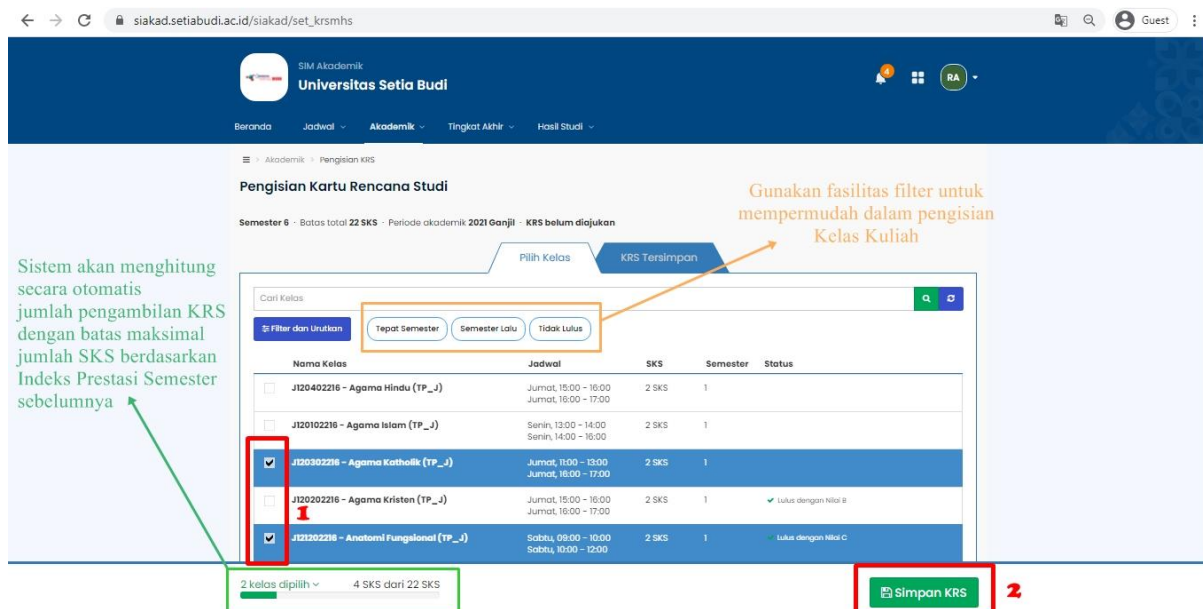 siakad.setiabudi.ac.id/siakad/set_krsmhs
Guest
SIM Akademik
Universitas Setia Budi
4
RA
Beranda Jadwal Akademik Tingkat Akhir Hasil Studi
Akademik > Pengisian KRS
Pengisian Kartu Rencana Studi
Semester 6 · Batas total 22 SKS · Periode akademik 2021 Ganjil · KRS belum diajukan
Gunakan fasilitas filter untuk
mempermudah dalam pengisian
Kelas Kuliah
Pilih Kelas KRS Tersimpan
Sistem akan menghitung
secara otomatis
jumlah pengambilan KRS
dengan batas maksimal
jumlah SKS berdasarkan
Indeks Prestasi Semester
sebelumnya
Cari Kelas
Filter dan Urutkan Tepat Semester Semester Lalu Tidak Lulus
Nama Kelas Jadwal SKS Semester Status
J120402216 - Agama Hindu (TP_J) Jumat, 15:00 - 16:00 2 SKS 1
Jumat, 16:00 - 17:00
J120102216 - Agama Islam (TP_J) Senin, 13:00 - 14:00 2 SKS 1
Senin, 14:00 - 16:00
J120302216 - Agama Katholik (TP_J) Jumat, 11:00 - 13:00 2 SKS 1
Jumat, 16:00 - 17:00
J120202216 - Agama Kristen (TP_J) Jumat, 15:00 - 16:00 2 SKS 1 Lulus dengan Nilai B
Jumat, 16:00 - 17:00
1
J121202216 - Anatomi Fungsional (TP_J) Sabtu, 09:00 - 10:00 2 SKS 1 Lulus dengan Nilai C
Sabtu, 10:00 - 12:00
2 kelas dipilih 4 SKS dari 22 SKS
Simpan KRS 2